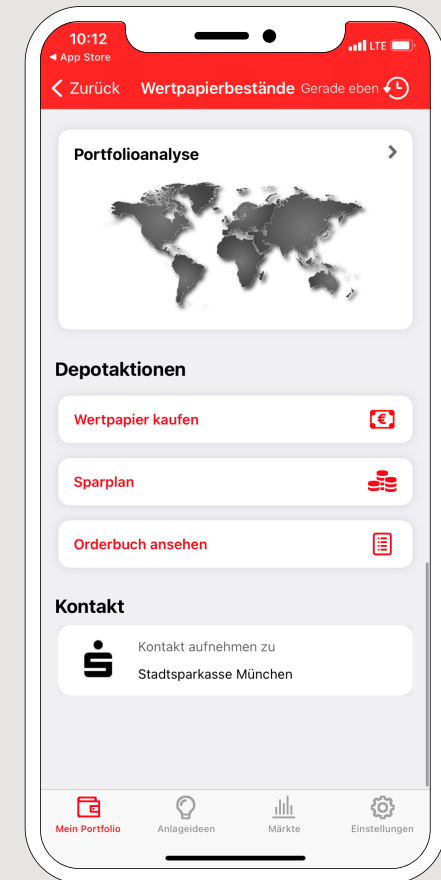 10:12
LTE
◀ App Store
Zurück Wertpapierbestände Gerade eben
Portfolioanalyse
Depotaktionen
Wertpapier kaufen
Sparplan
Orderbuch ansehen
Kontakt
Kontakt aufnehmen zu
Stadtsparkasse München
Mein Portfolio Anlageideen Märkte Einstellungen